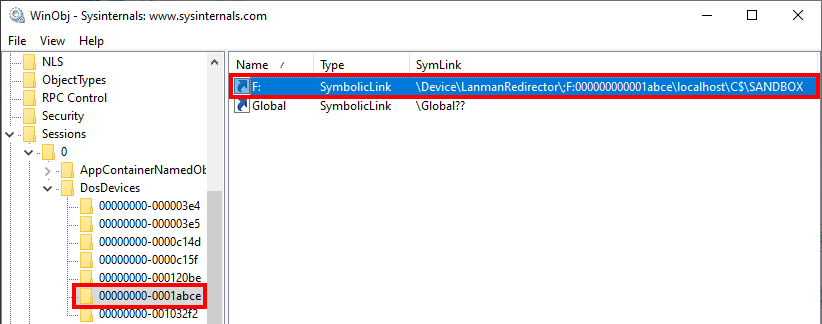 WinObj - Sysinternals: www.sysinternals.com
File View Help
NLS
ObjectTypes
RPC Control
Security
Sessions
0
AppContainerNamedOb
DosDevices
00000000-000003e4
00000000-000003e5
00000000-0000c14d
00000000-0000c15f
00000000-000120be
00000000-0001abce
00000000-001032f2
Name Type SymLink
F: SymbolicLink \Device\LanmanRedirector\;F:000000000001abce\localhost\C$\SANDBOX
Global SymbolicLink \Global??